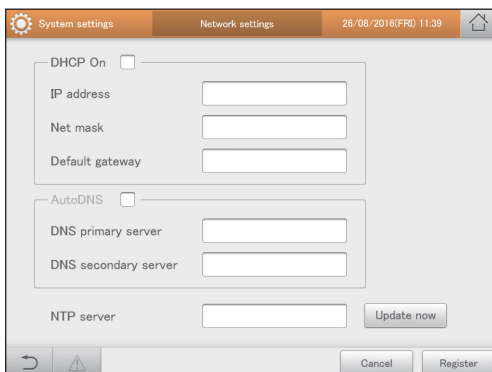 System settings Network settings 26/08/2016(FRI) 11:39
DHCP On
IP address
Net mask
Default gateway
AutoDNS
DNS primary server
DNS secondary server
NTP server Update now
Cancel Register